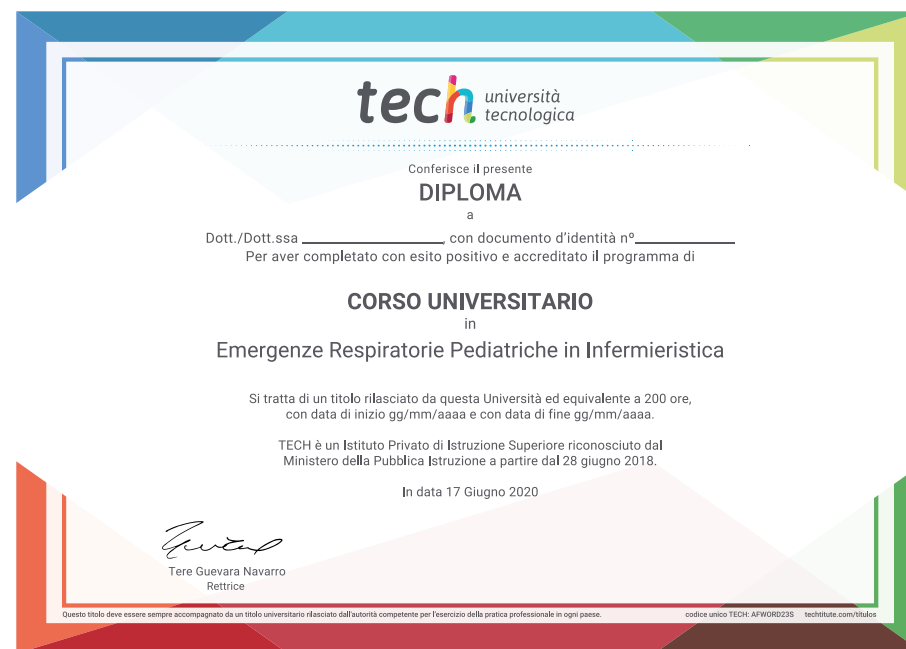 tech università
tecnologica
Conferisce il presente
DIPLOMA
a
Dott./Dott.ssa ____________________, con documento d'identità nº______________
Per aver completato con esito positivo e accreditato il programma di
CORSO UNIVERSITARIO
in
Emergenze Respiratorie Pediatriche in Infermieristica
Si tratta di un titolo rilasciato da questa Università ed equivalente a 200 ore,
con data di inizio gg/mm/aaaa e con data di fine gg/mm/aaaa.
TECH è un Istituto Privato di Istruzione Superiore riconosciuto dal
Ministero della Pubblica Istruzione a partire dal 28 giugno 2018.
In data 17 Giugno 2020
Tere Guevara Navarro
Rettrice
Questo titolo deve essere sempre accompagnato da un titolo universitario rilasciato dall'autorità competente per l'esercizio della pratica professionale in ogni paese. codice unico TECH: AFWORD23S techtitute.com/titulos